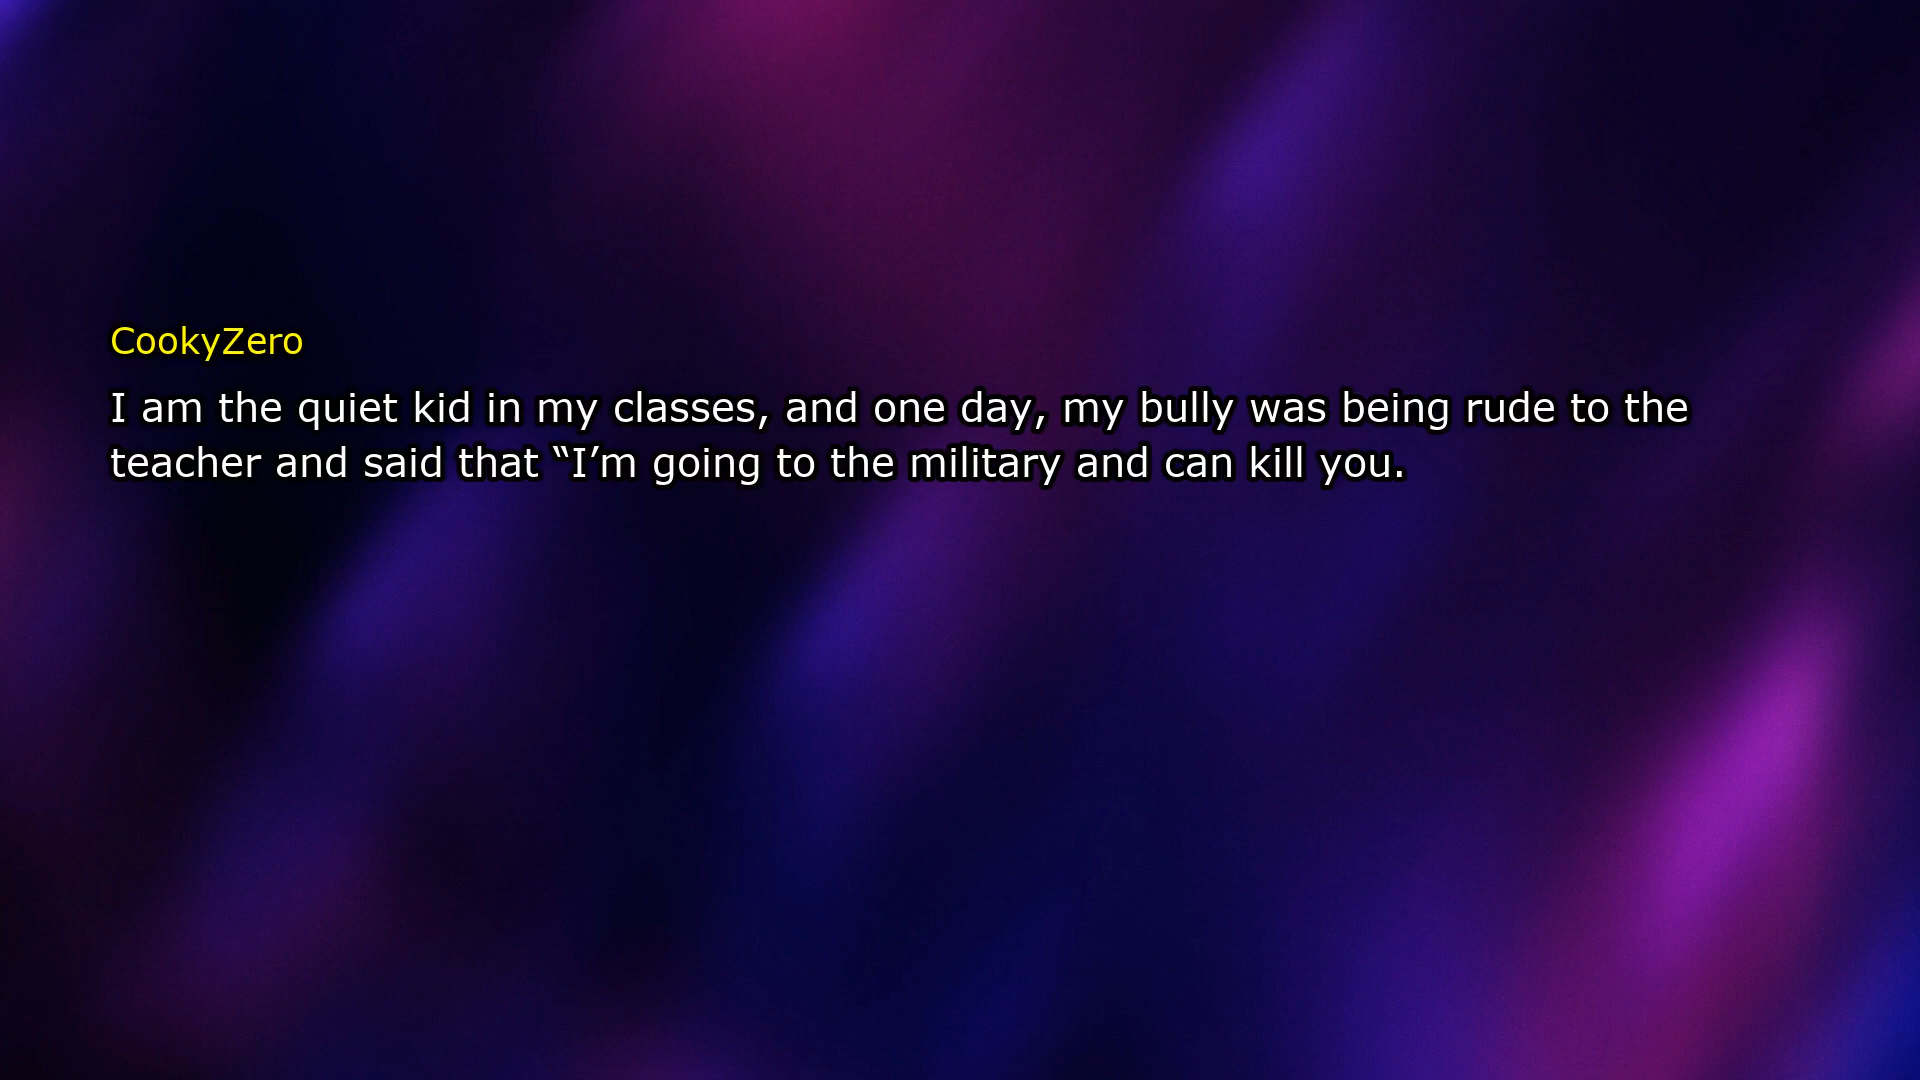 CookyZero
I am the quiet kid in my classes, and one day, my bully was being rude to the
teacher and said that “I’m going to the military and can kill you.